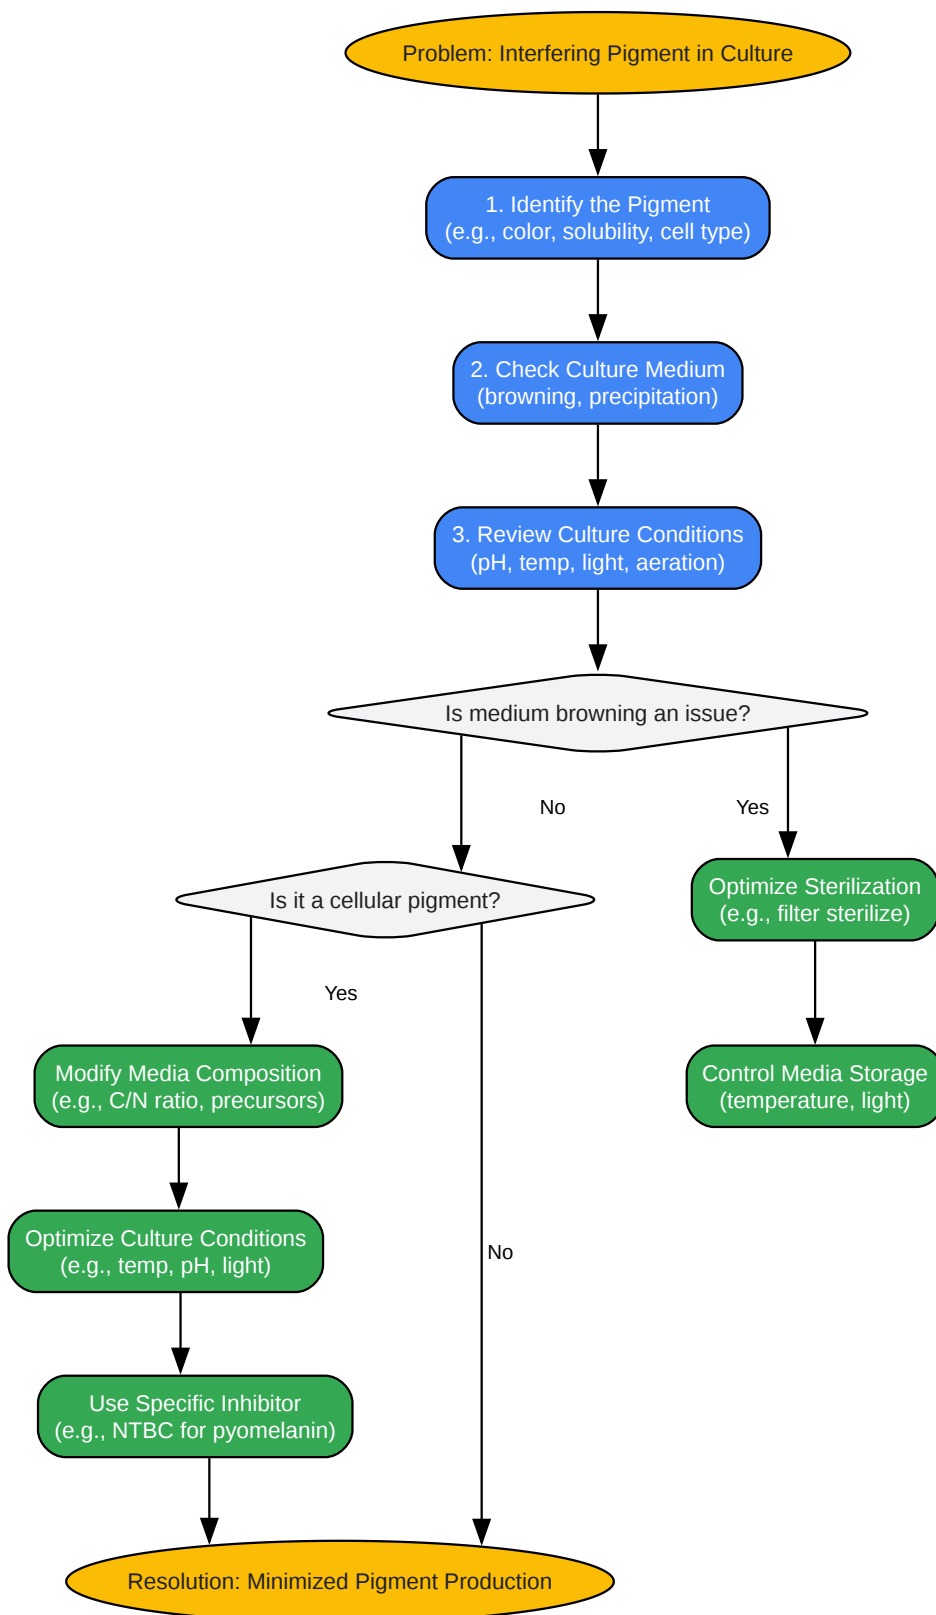 Problem: Interfering Pigment in Culture
1. Identify the Pigment
(e.g., color, solubility, cell type)
2. Check Culture Medium
(browning, precipitation)
3. Review Culture Conditions
(pH, temp, light, aeration)
Is medium browning an issue?
No
Yes
Optimize Sterilization
(e.g., filter sterilize)
Is it a cellular pigment?
Yes
Modify Media Composition
(e.g., C/N ratio, precursors)
Control Media Storage
(temperature, light)
Optimize Culture Conditions
(e.g., temp, pH, light)
No
Use Specific Inhibitor
(e.g., NTBC for pyomelanin)
Resolution: Minimized Pigment Production